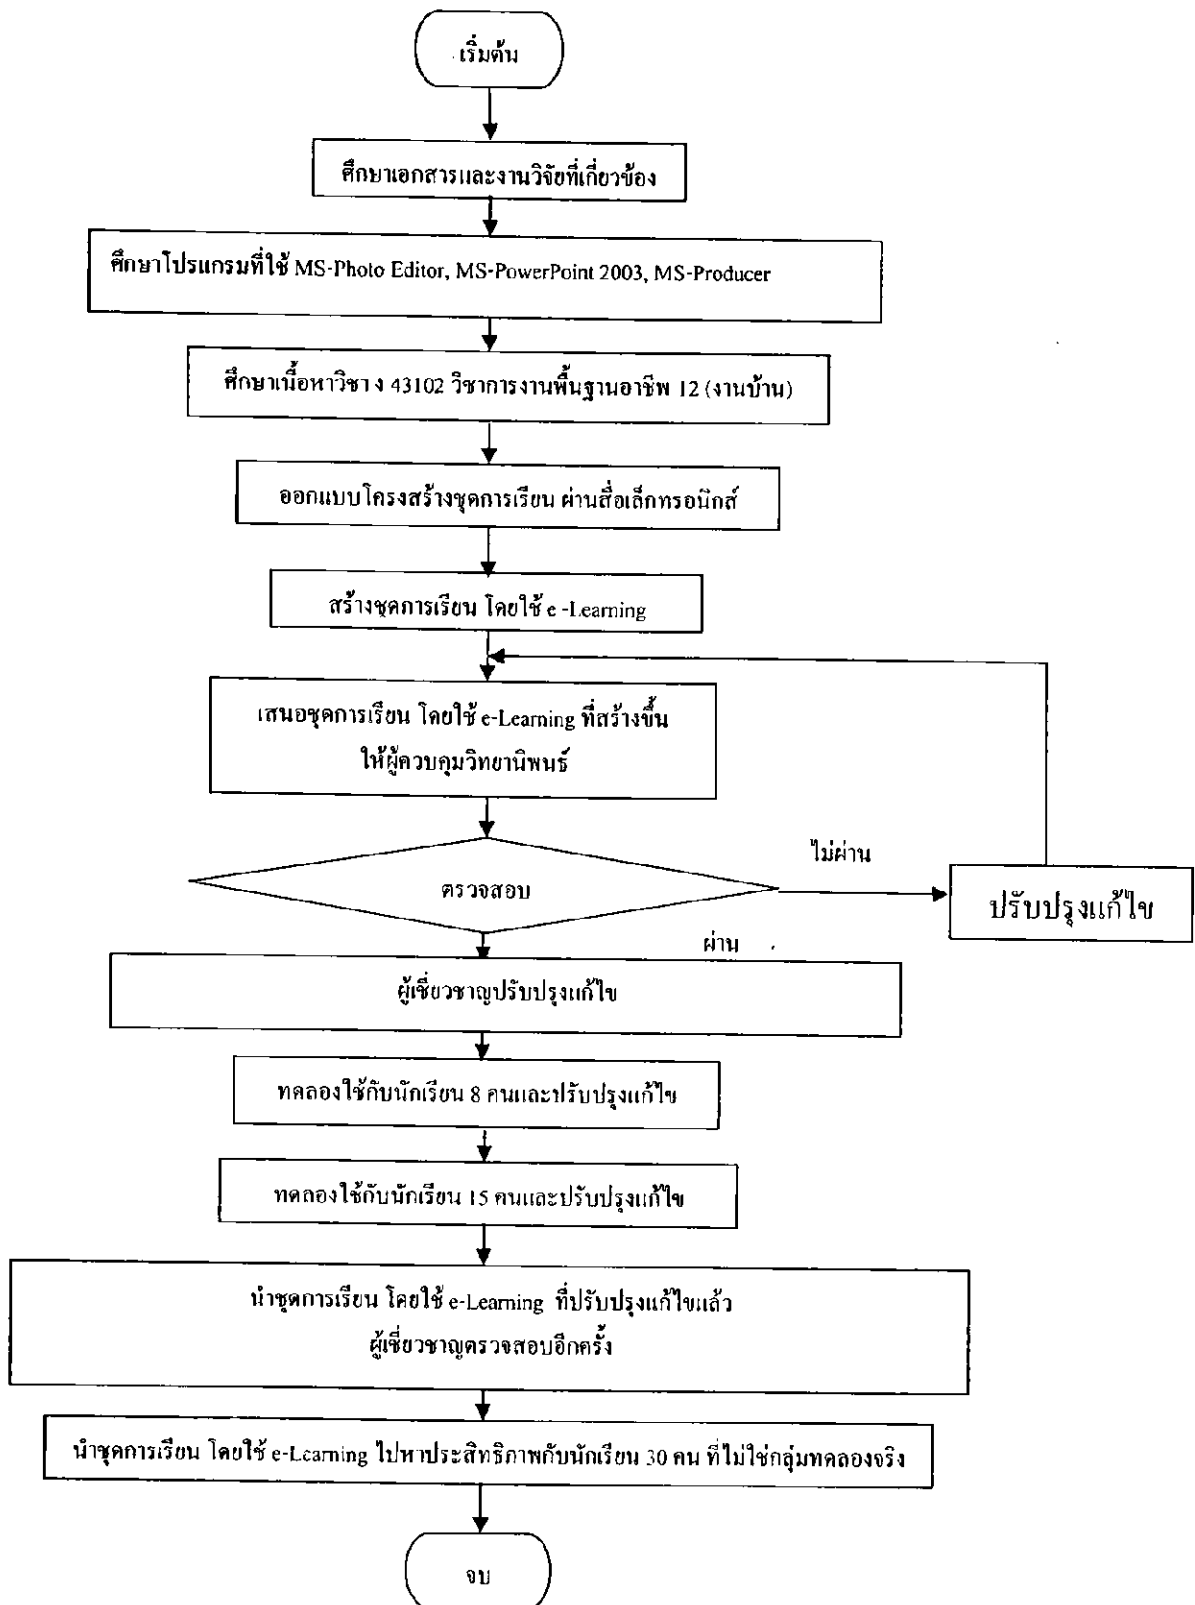 เริ่มต้น
ศึกษาเอกสารและงานวิจัยที่เกี่ยวข้อง
ศึกษาโปรแกรมที่ใช้ MS-Photo Editor, MS-PowerPoint 2003, MS-Producer
ศึกษาเนื้อหาวิชา ง 43102 วิชาการงานพื้นฐานอาชีพ 12 (งานบ้าน)
ออกแบบโครงสร้างชุดการเรียน ผ่านสื่อเล็กทรอนิกส์
สร้างชุดการเรียน โดยใช้ e -Learning
เสนอชุดการเรียน โดยใช้ e-Learning ที่สร้างขึ้น
ให้ผู้ควบคุมวิทยานิพนธ์
ไม่ผ่าน
ตรวจสอบ
ปรับปรุงแก้ไข
ผ่าน
ผู้เชี่ยวชาญปรับปรุงแก้ไข
ทดลองใช้กับนักเรียน 8 คนและปรับปรุงแก้ไข
ทดลองใช้กับนักเรียน 15 คนและปรับปรุงแก้ไข
นำชุดการเรียน โดยใช้ e-Learning ที่ปรับปรุงแก้ไขแล้ว
ผู้เชี่ยวชาญตรวจสอบอีกครั้ง
นำชุดการเรียน โดยใช้ e-Learning ไปหาประสิทธิภาพกับนักเรียน 30 คน ที่ไม่ใช่กลุ่มทดลองจริง
จบ